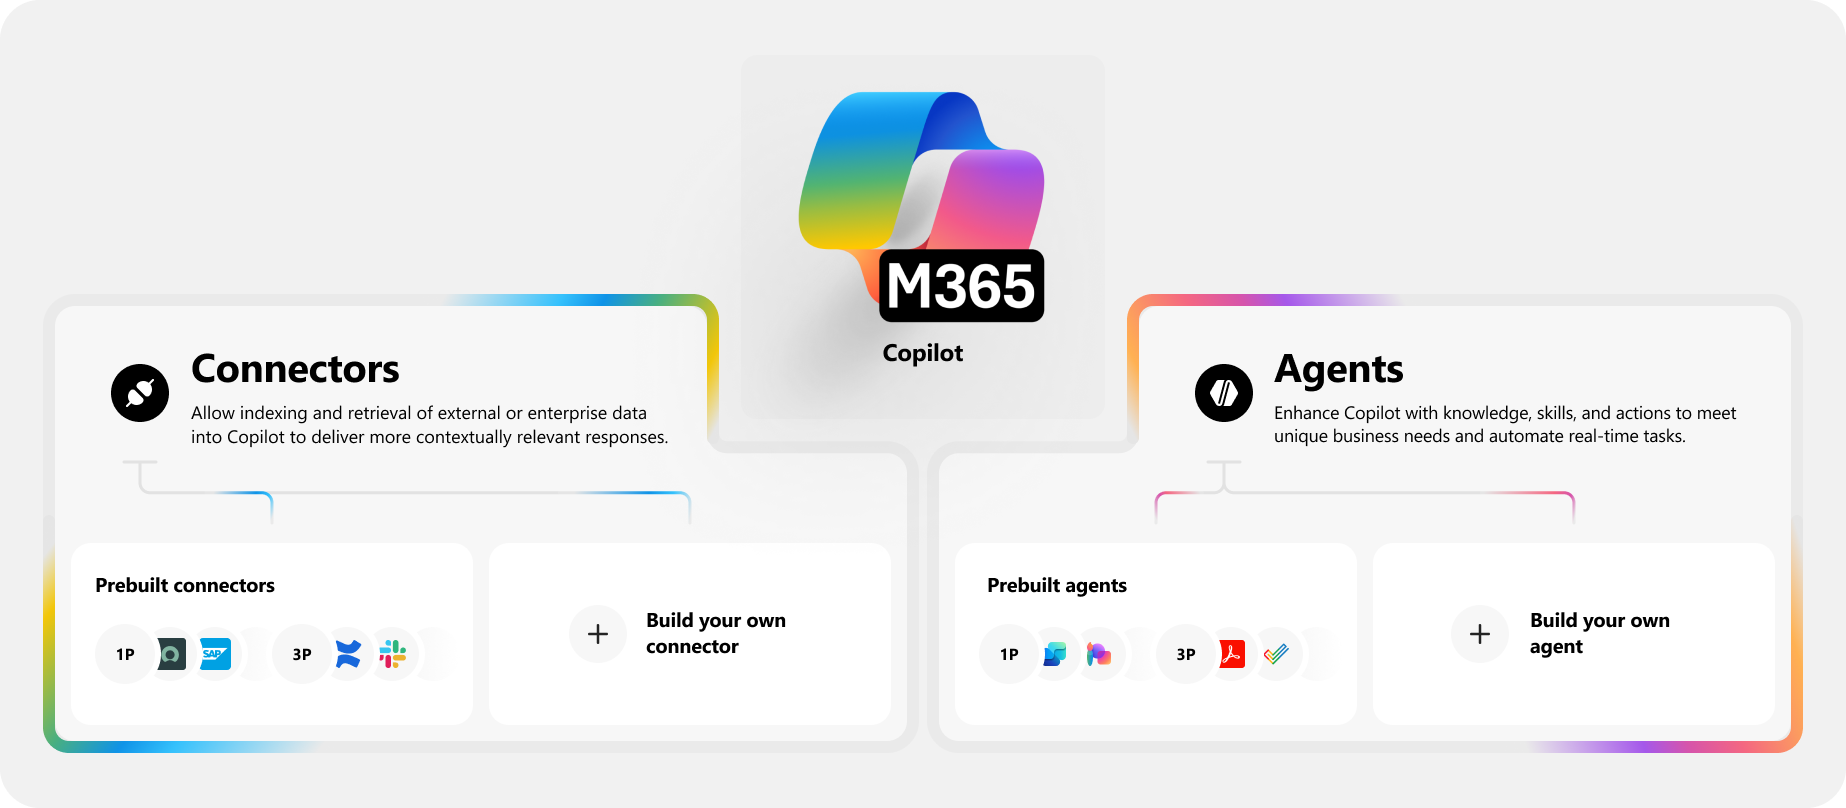 M365
Copilot
Connectors
Allow indexing and retrieval of external or enterprise data
into Copilot to deliver more contextually relevant responses.
Prebuilt connectors
1P
SAP
3P
Build your own
connector
Agents
Enhance Copilot with knowledge, skills, and actions to meet
unique business needs and automate real-time tasks.
Prebuilt agents
1P
3P
Build your own
agent